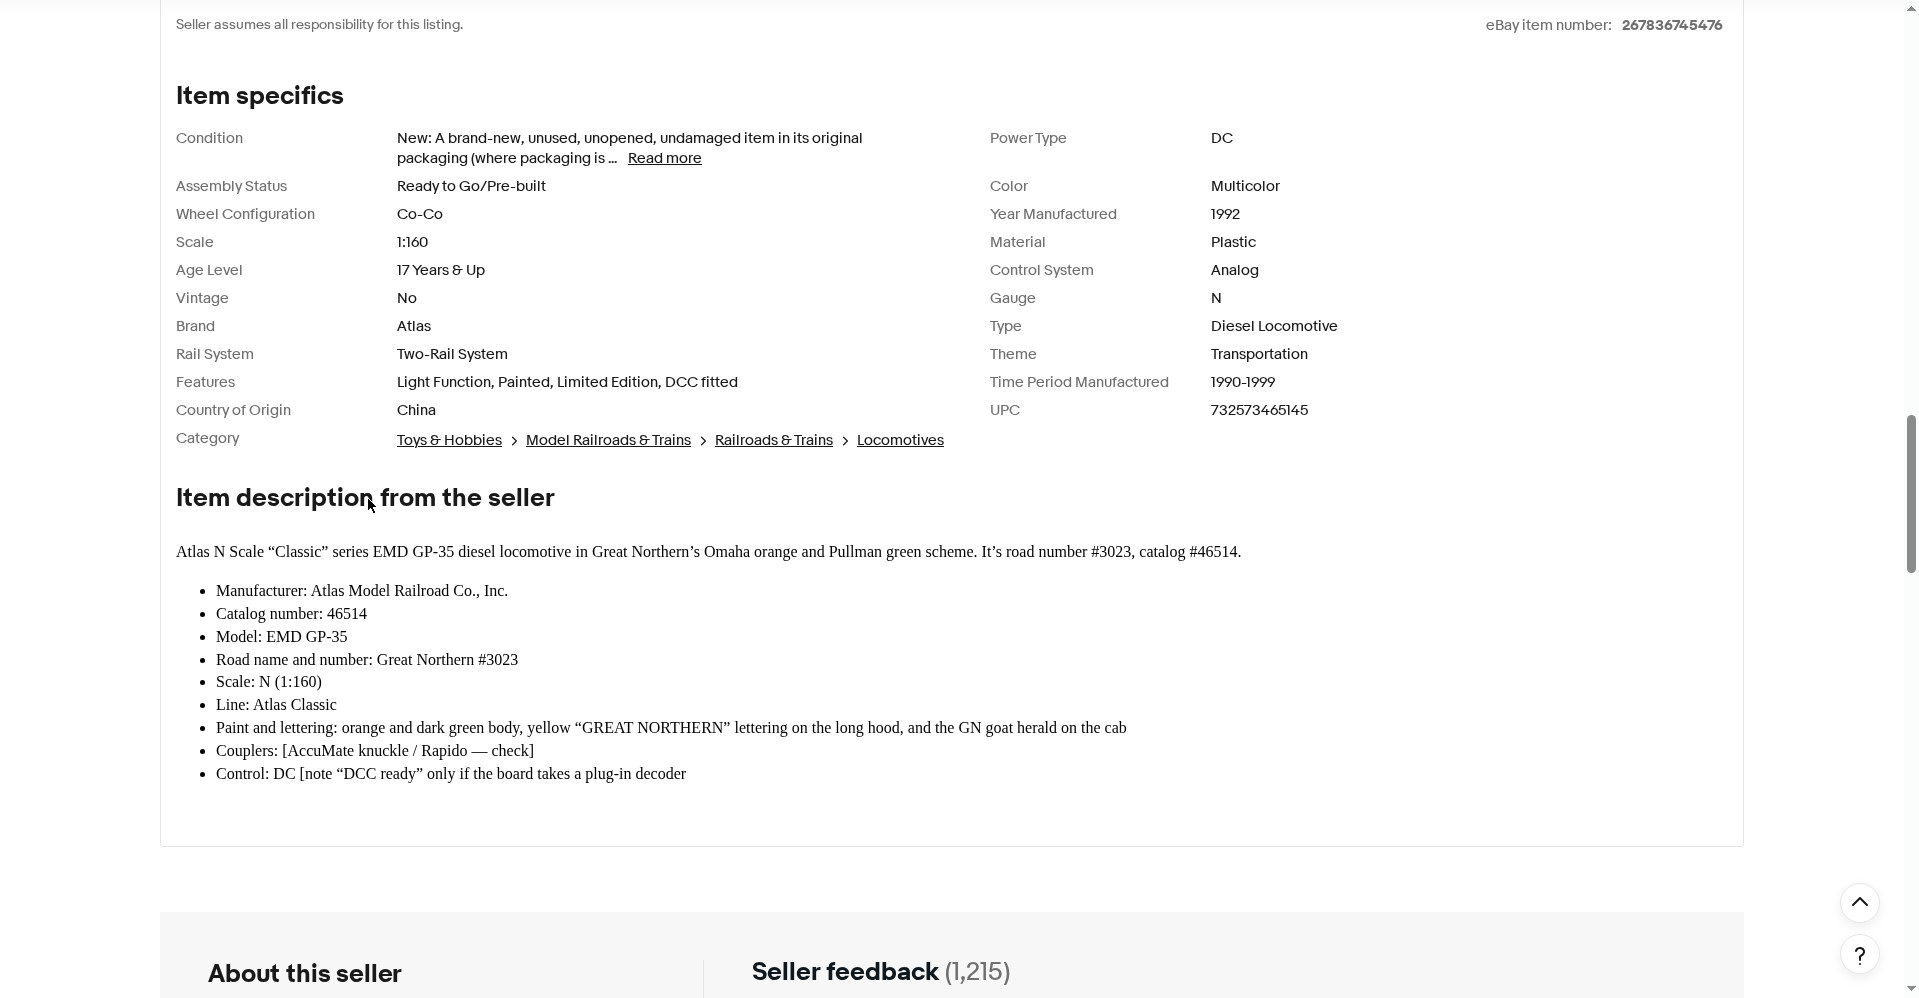 Seller assumes all responsibility for this listing.
eBay item number: 267836745476
Item specifics
Condition
New: A brand-new, unused, unopened, undamaged item in its original
packaging (where packaging is ... Read more
Power Type
DC
Assembly Status
Ready to Go/Pre-built
Color
Multicolor
Wheel Configuration
Co-Co
Year Manufactured
1992
Scale
1:160
Material
Plastic
Age Level
17 Years & Up
Control System
Analog
Vintage
No
Gauge
N
Brand
Atlas
Type
Diesel Locomotive
Rail System
Two-Rail System
Theme
Transportation
Features
Light Function, Painted, Limited Edition, DCC fitted
Time Period Manufactured
1990-1999
Country of Origin
China
UPC
732573465145
Category
Toys & Hobbies > Model Railroads & Trains > Railroads & Trains > Locomotives
Item description from the seller
Atlas N Scale “Classic” series EMD GP-35 diesel locomotive in Great Northern’s Omaha orange and Pullman green scheme. It’s road number #3023, catalog #46514.
• Manufacturer: Atlas Model Railroad Co., Inc.
• Catalog number: 46514
• Model: EMD GP-35
• Road name and number: Great Northern #3023
• Scale: N (1:160)
• Line: Atlas Classic
• Paint and lettering: orange and dark green body, yellow “GREAT NORTHERN” lettering on the long hood, and the GN goat herald on the cab
• Couplers: [AccuMate knuckle / Rapido — check]
• Control: DC [note “DCC ready” only if the board takes a plug-in decoder
?
About this seller
Seller feedback (1,215)